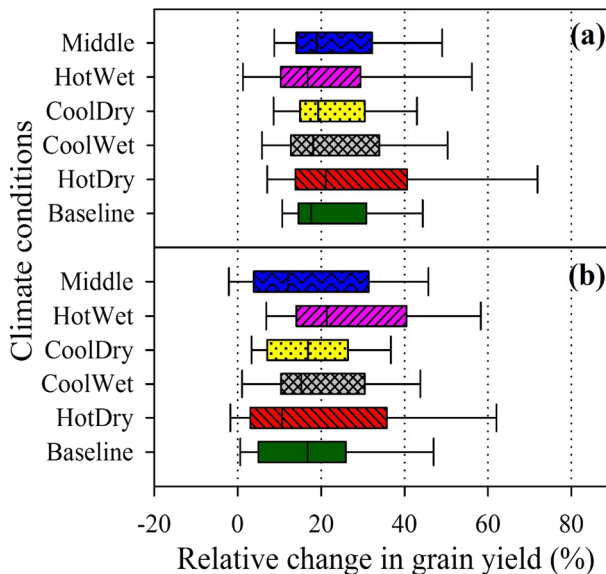 (a)
Middle
HotWet
CoolDry
CoolWet
HotDry
Baseline
(b)
Middle
HotWet
CoolDry
CoolWet
HotDry
Baseline
Climate conditions
-20 0 20 40 60 80
Relative change in grain yield (%)